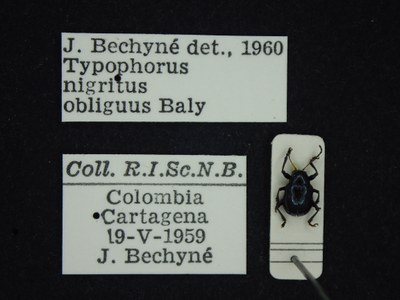 J. Bechyné det., 1960
Typophorus
nigritus
obliguus Baly
Coll. R.I.Sc.N.B.
Colombia
Cartagena
19-V-1959
J. Bechyné